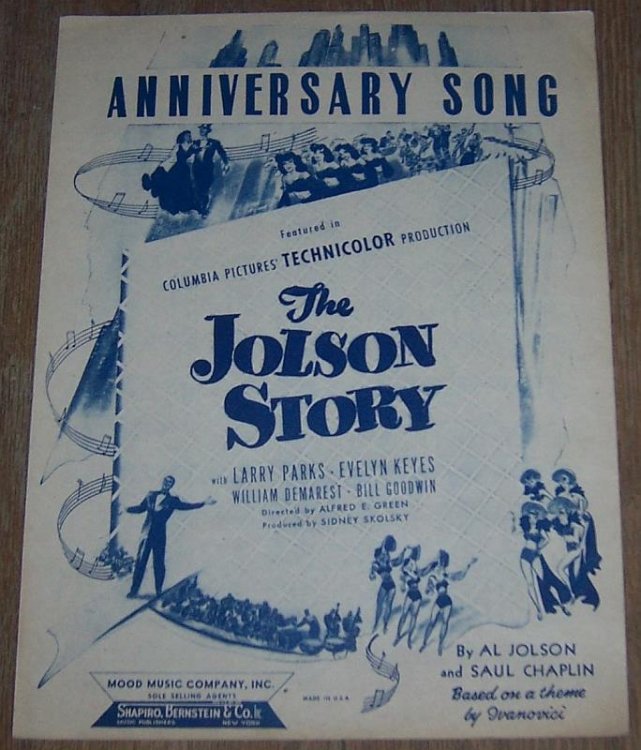 ANNIVERSARY SONG
Featured in
COLUMBIA PICTURES' TECHNICOLOR PRODUCTION
The
JOLSON
STORY
with LARRY PARKS · EVELYN KEYES
WILLIAM DEMAREST · BILL GOODWIN
Directed by ALFRED E. GREEN
Produced by SIDNEY SKOLSKY
By AL JOLSON
and SAUL CHAPLIN
Based on a theme
by Ivanovici
MOOD MUSIC COMPANY, INC.
SOLE SELLING AGENTS
SHAPIRO, BERNSTEIN & Co. Inc.
MUSIC PUBLISHERS NEW YORK
MADE IN U.S.A.